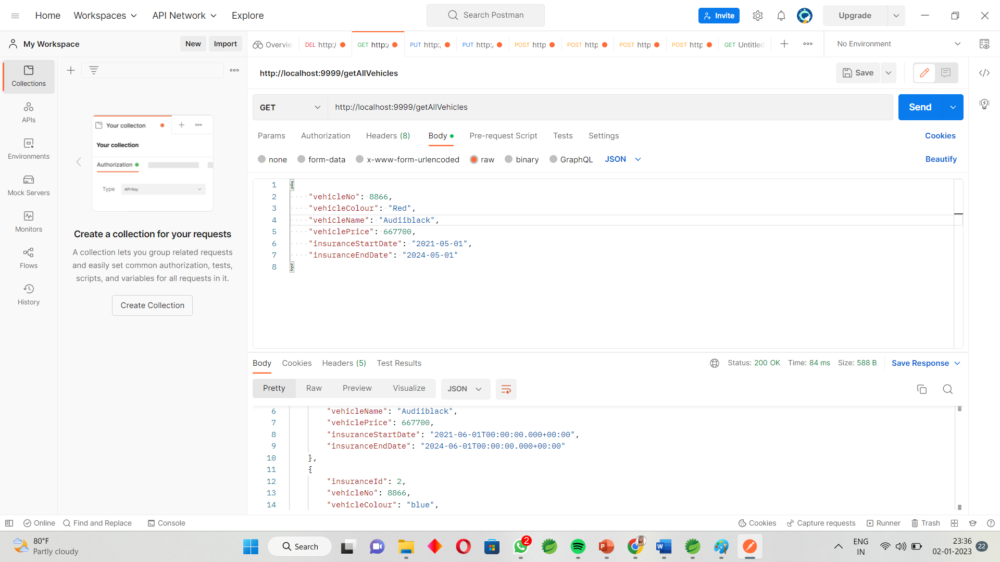 Home Workspaces API Network Explore Search Postman Invite Upgrade
My Workspace New Import Overvie DEL http:/ GET http:/ PUT http:/ PUT http:/ POST http POST http POST http POST http GET Untitled No Environment
Collections
APIs
Environments
Mock Servers
Monitors
Flows
History
Your collecton
Your collection
Authorization
Type API Key
Create a collection for your requests
A collection lets you group related requests
and easily set common authorization, tests,
scripts, and variables for all requests in it.
Create Collection
http://localhost:9999/getAllVehicles Save
GET http://localhost:9999/getAllVehicles Send
Params Authorization Headers (8) Body Pre-request Script Tests Settings Cookies
none form-data x-www-form-urlencoded raw binary GraphQL JSON Beautify
1 {
2 "vehicleNo": 8866,
3 "vehicleColour": "Red",
4 "vehicleName": "Audiiblack",
5 "vehiclePrice": 667700,
6 "insuranceStartDate": "2021-05-01",
7 "insuranceEndDate": "2024-05-01"
8 }
Body Cookies Headers (5) Test Results Status: 200 OK Time: 84 ms Size: 588 B Save Response
Pretty Raw Preview Visualize JSON
6 "vehicleName": "Audiiblack",
7 "vehiclePrice": 667700,
8 "insuranceStartDate": "2021-06-01T00:00:00.000+00:00",
9 "insuranceEndDate": "2024-06-01T00:00:00.000+00:00"
10 },
11 {
12 "insuranceId": 2,
13 "vehicleNo": 8866,
14 "vehicleColour": "blue",
Online Find and Replace Console Cookies Capture requests Runner Trash
80°F
Partly cloudy
Search
2
ENG
IN
23:36
02-01-2023
22